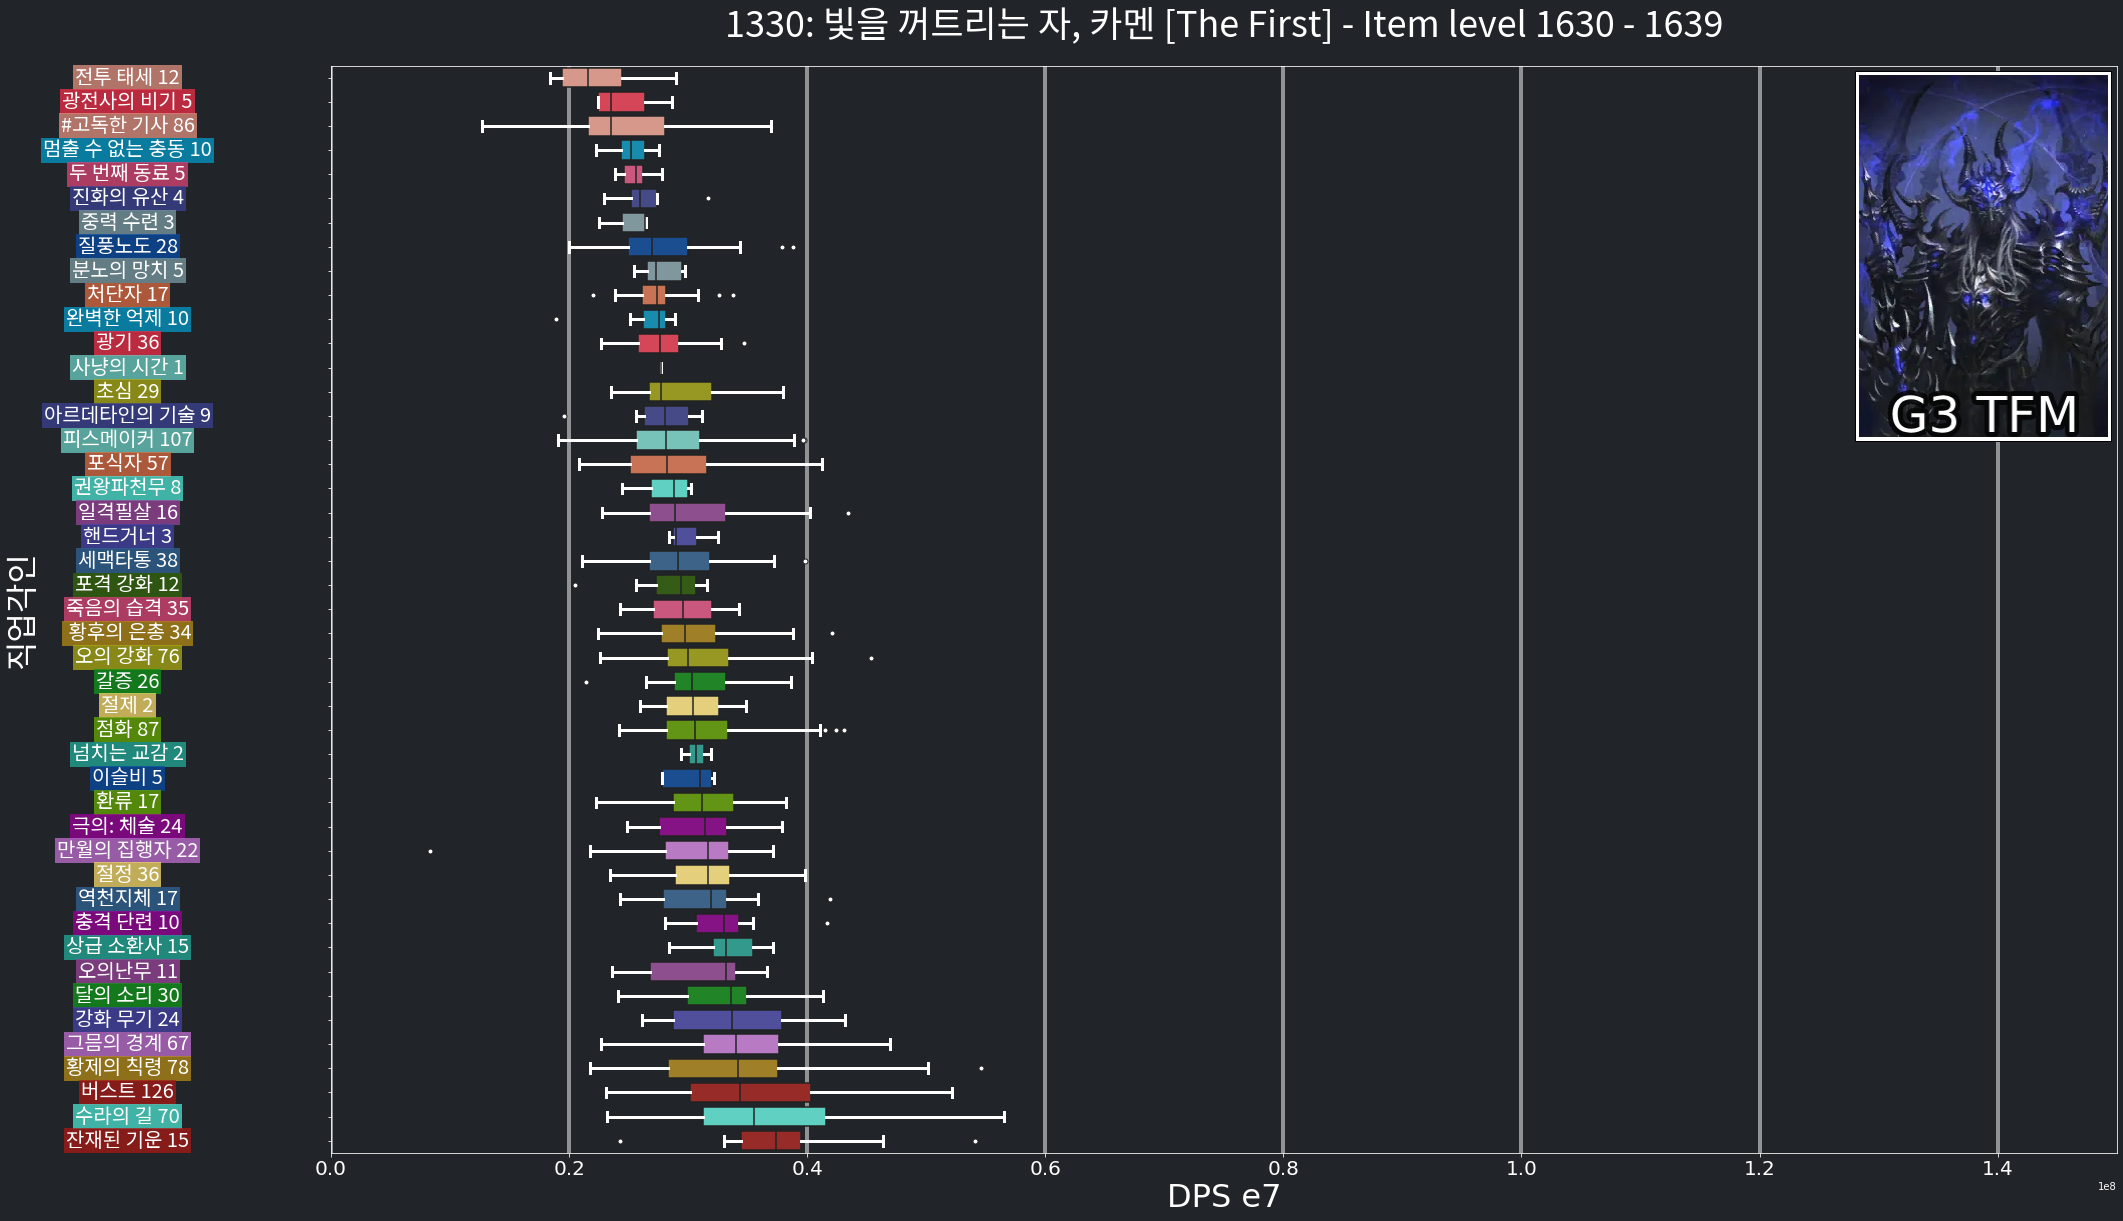 1330: 빛을 꺼트리는 자, 카멘 [The First] - Item level 1630 - 1639
직업각인
전투 태세 12
광전사의 비기 5
#고독한 기사 86
멈출 수 없는 충동 10
두 번째 동료 5
진화의 유산 4
중력 수련 3
질풍노도 28
분노의 망치 5
처단자 17
완벽한 억제 10
광기 36
사냥의 시간 1
초심 29
아르데타인의 기술 9
피스메이커 107
포식자 57
권왕파천무 8
일격필살 16
핸드거너 3
세맥타통 38
포격 강화 12
죽음의 습격 35
황후의 은총 34
오의 강화 76
갈증 26
절제 2
점화 87
넘치는 교감 2
이슬비 5
환류 17
극의: 체술 24
만월의 집행자 22
절정 36
역천지체 17
충격 단련 10
상급 소환사 15
오의난무 11
달의 소리 30
강화 무기 24
그믐의 경계 67
황제의 칙령 78
버스트 126
수라의 길 70
잔재된 기운 15
G3 TFM
0.0 0.2 0.4 0.6 0.8 1.0 1.2 1.4
1e8
DPS e7